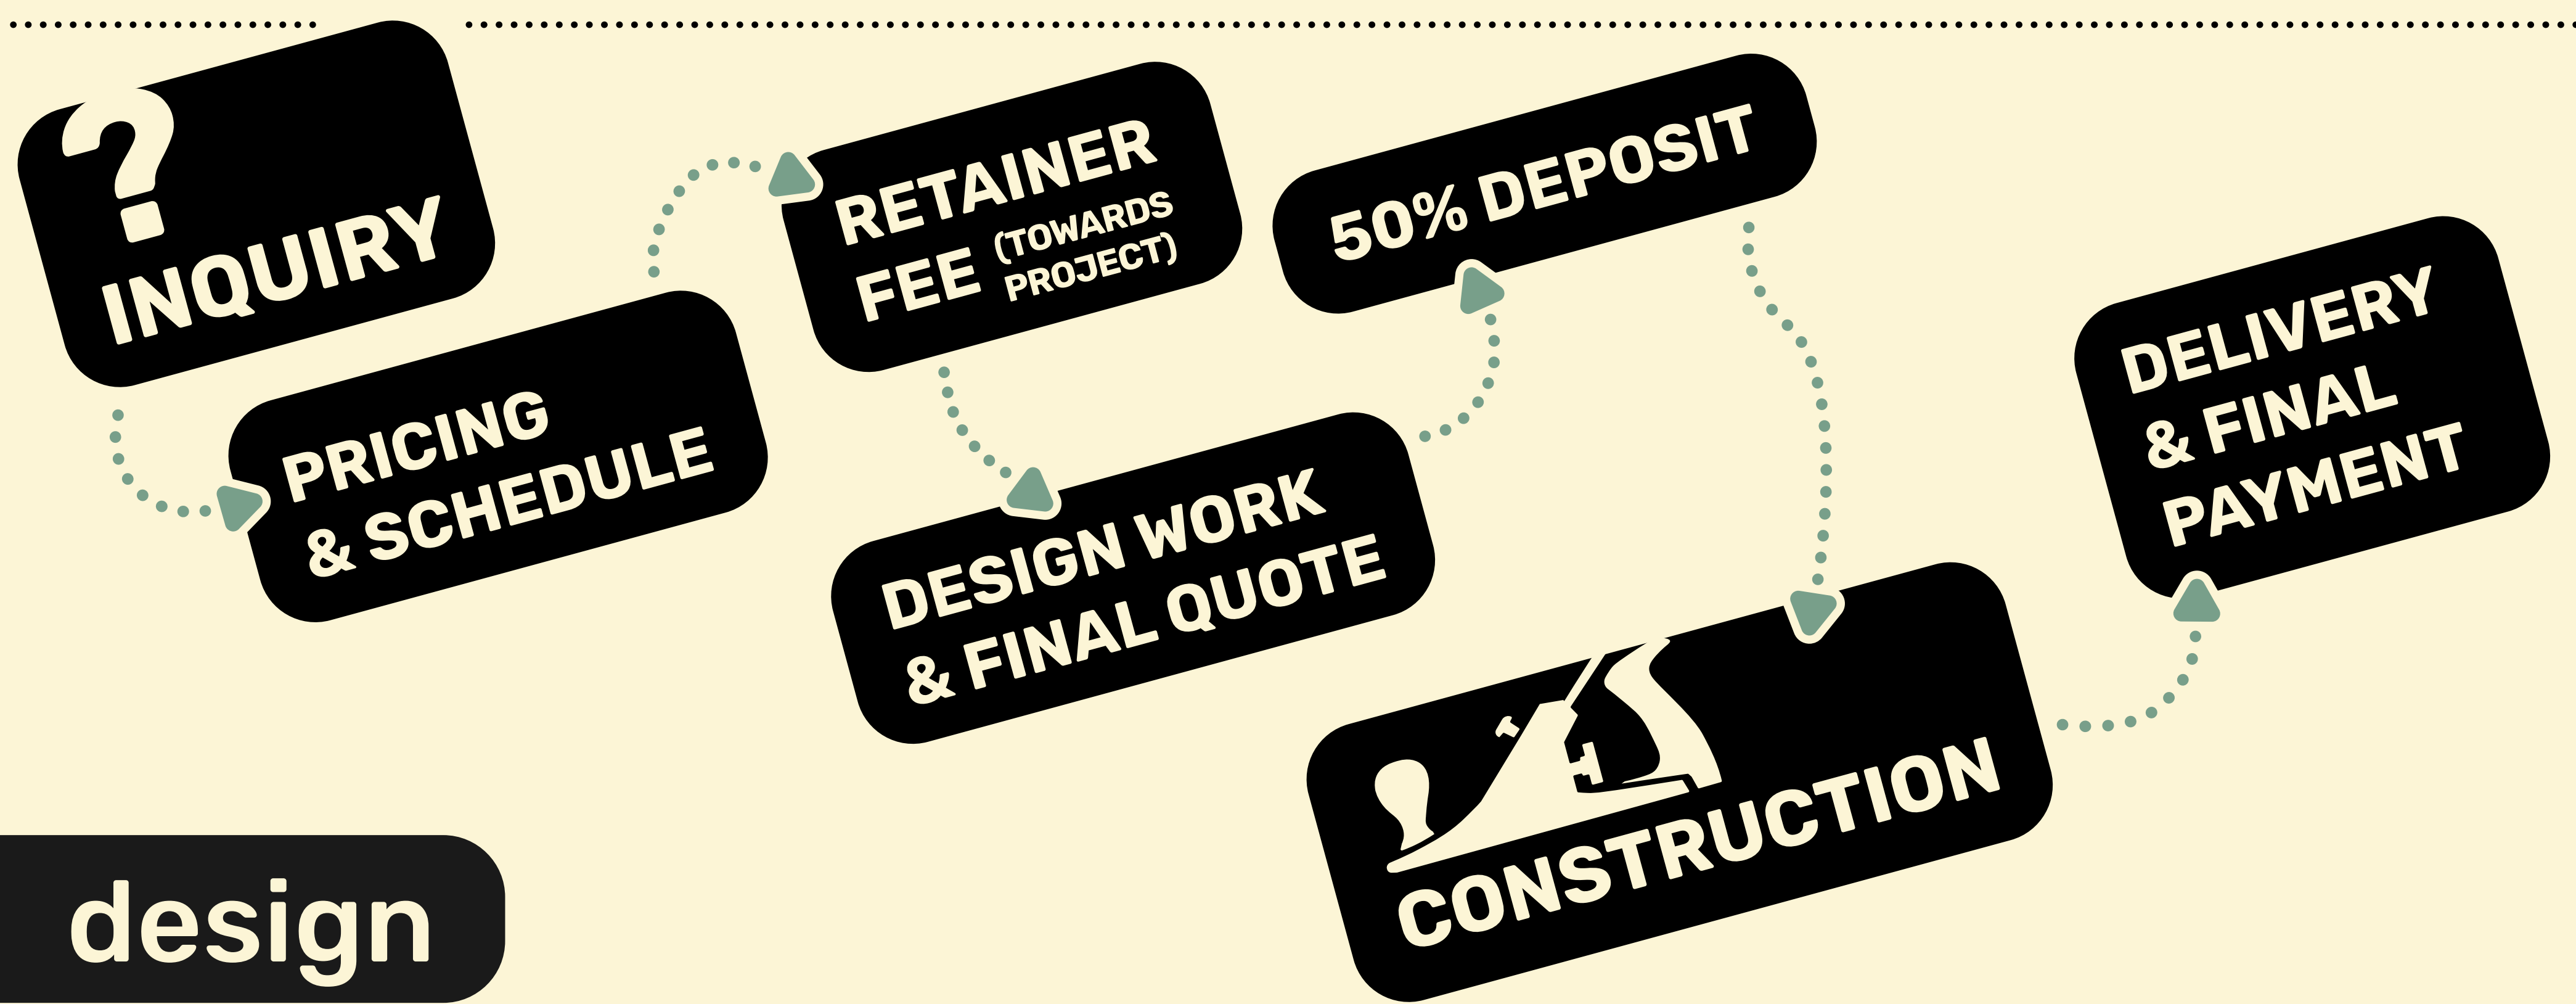 ?
INQUIRY
PRICING
& SCHEDULE
RETAINER
FEE (TOWARDS
PROJECT)
DESIGN WORK
& FINAL QUOTE
50% DEPOSIT
CONSTRUCTION
DELIVERY
& FINAL
PAYMENT
design